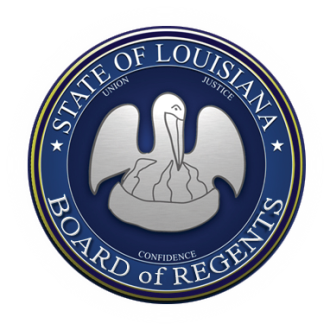 STATE OF LOUISIANA
UNION
JUSTICE
CONFIDENCE
BOARD of REGENTS